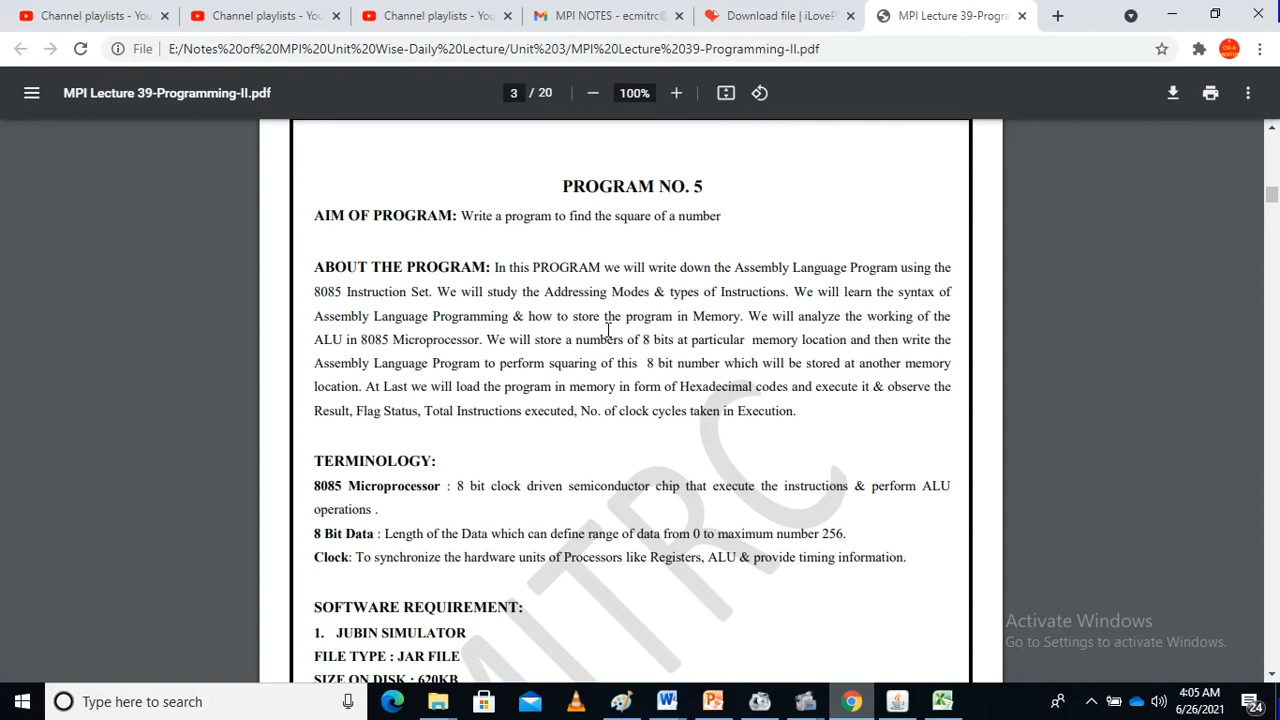 Channel playlists - You
Channel playlists - You
Channel playlists - You
MPI NOTES - ecmitrc@
Download file | iLoveP
MPI Lecture 39-Progra
E:/Notes%20of%20MPI%20Unit%20Wise-Daily%20Lecture/Unit%203/MPI%20Lecture%2039-Programming-II.pdf
MPI Lecture 39-Programming-II.pdf
3 / 20
100%
PROGRAM NO. 5
AIM OF PROGRAM: Write a program to find the square of a number
ABOUT THE PROGRAM: In this PROGRAM we will write down the Assembly Language Program using the
8085 Instruction Set. We will study the Addressing Modes & types of Instructions. We will learn the syntax of
Assembly Language Programming & how to store the program in Memory. We will analyze the working of the
ALU in 8085 Microprocessor. We will store a numbers of 8 bits at particular memory location and then write the
Assembly Language Program to perform squaring of this 8 bit number which will be stored at another memory
location. At Last we will load the program in memory in form of Hexadecimal codes and execute it & observe the
Result, Flag Status, Total Instructions executed, No. of clock cycles taken in Execution.
TERMINOLOGY:
8085 Microprocessor : 8 bit clock driven semiconductor chip that execute the instructions & perform ALU
operations .
8 Bit Data : Length of the Data which can define range of data from 0 to maximum number 256.
Clock: To synchronize the hardware units of Processors like Registers, ALU & provide timing information.
SOFTWARE REQUIREMENT:
1. JUBIN SIMULATOR
FILE TYPE : JAR FILE
SIZE ON DISK : 620KB
MITRC
Activate Windows
Go to Settings to activate Windows.
Type here to search
4:05 AM
6/26/2021
24